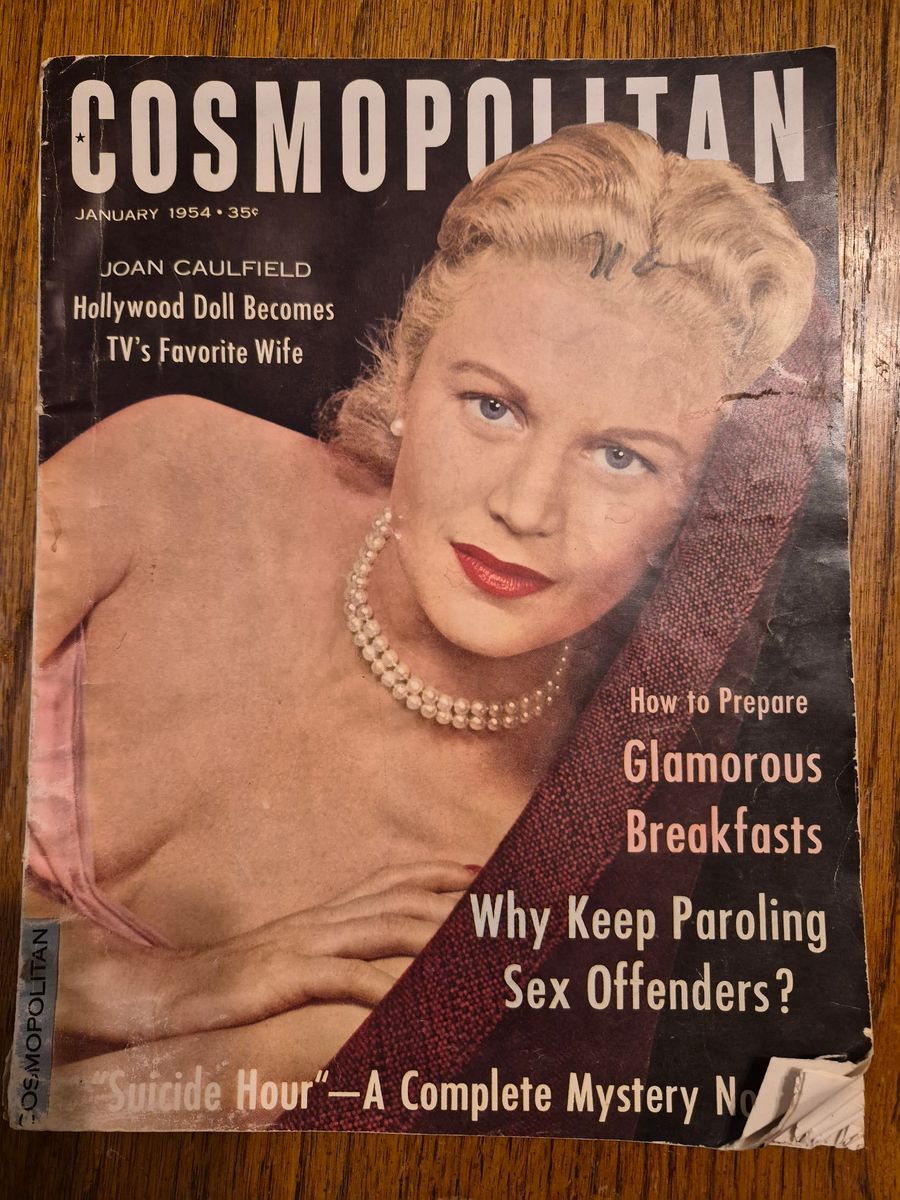 COSMOPOLITAN
JANUARY 1954 • 35¢
JOAN CAULFIELD
Hollywood Doll Becomes
TV's Favorite Wife
How to Prepare
Glamorous
Breakfasts
Why Keep Paroling
Sex Offenders?
"Suicide Hour"—A Complete Mystery No
COSMOPOLITAN